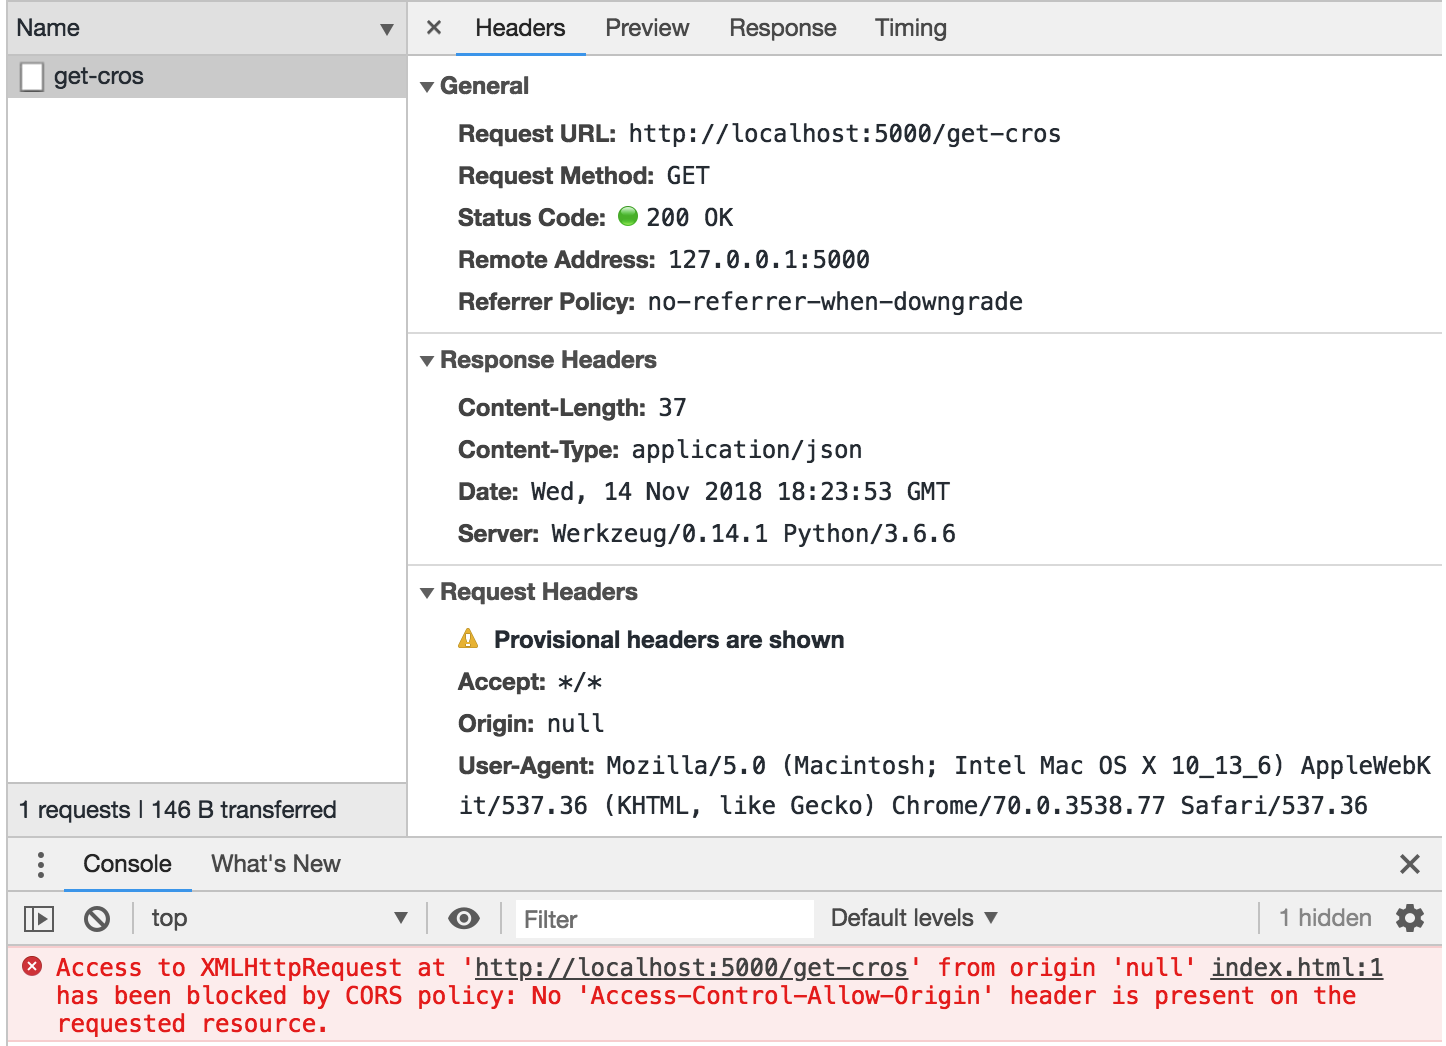 Name
get-cros
1 requests | 146 B transferred
× Headers Preview Response Timing
General
Request URL: http://localhost:5000/get-cros
Request Method: GET
Status Code: 200 OK
Remote Address: 127.0.0.1:5000
Referrer Policy: no-referrer-when-downgrade
Response Headers
Content-Length: 37
Content-Type: application/json
Date: Wed, 14 Nov 2018 18:23:53 GMT
Server: Werkzeug/0.14.1 Python/3.6.6
Request Headers
Provisional headers are shown
Accept: */*
Origin: null
User-Agent: Mozilla/5.0 (Macintosh; Intel Mac OS X 10_13_6) AppleWebK
it/537.36 (KHTML, like Gecko) Chrome/70.0.3538.77 Safari/537.36
Console What's New
top Filter Default levels 1 hidden
Access to XMLHttpRequest at 'http://localhost:5000/get-cros' from origin 'null' index.html:1
has been blocked by CORS policy: No 'Access-Control-Allow-Origin' header is present on the
requested resource.